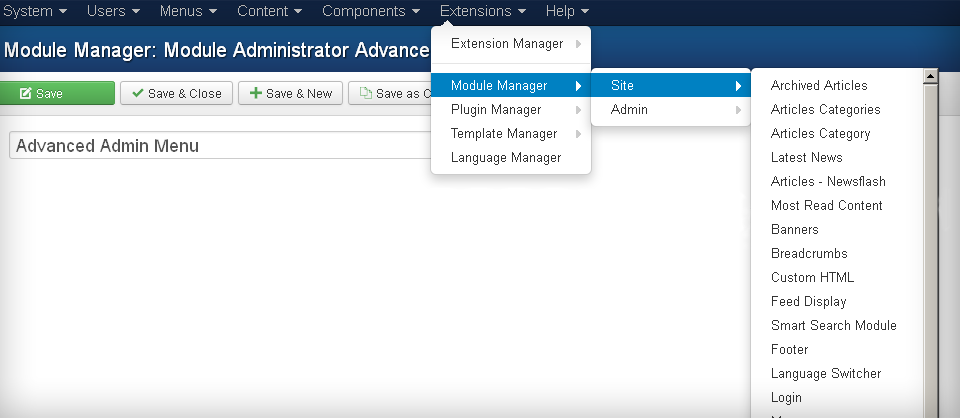 System Users Menus Content Components Extensions Help
Module Manager: Module Administrator Advance
Save Save & Close Save & New Save as C
Advanced Admin Menu
Extension Manager
Module Manager
Plugin Manager
Template Manager
Language Manager
Site
Admin
Archived Articles
Articles Categories
Articles Category
Latest News
Articles - Newsflash
Most Read Content
Banners
Breadcrumbs
Custom HTML
Feed Display
Smart Search Module
Footer
Language Switcher
Login